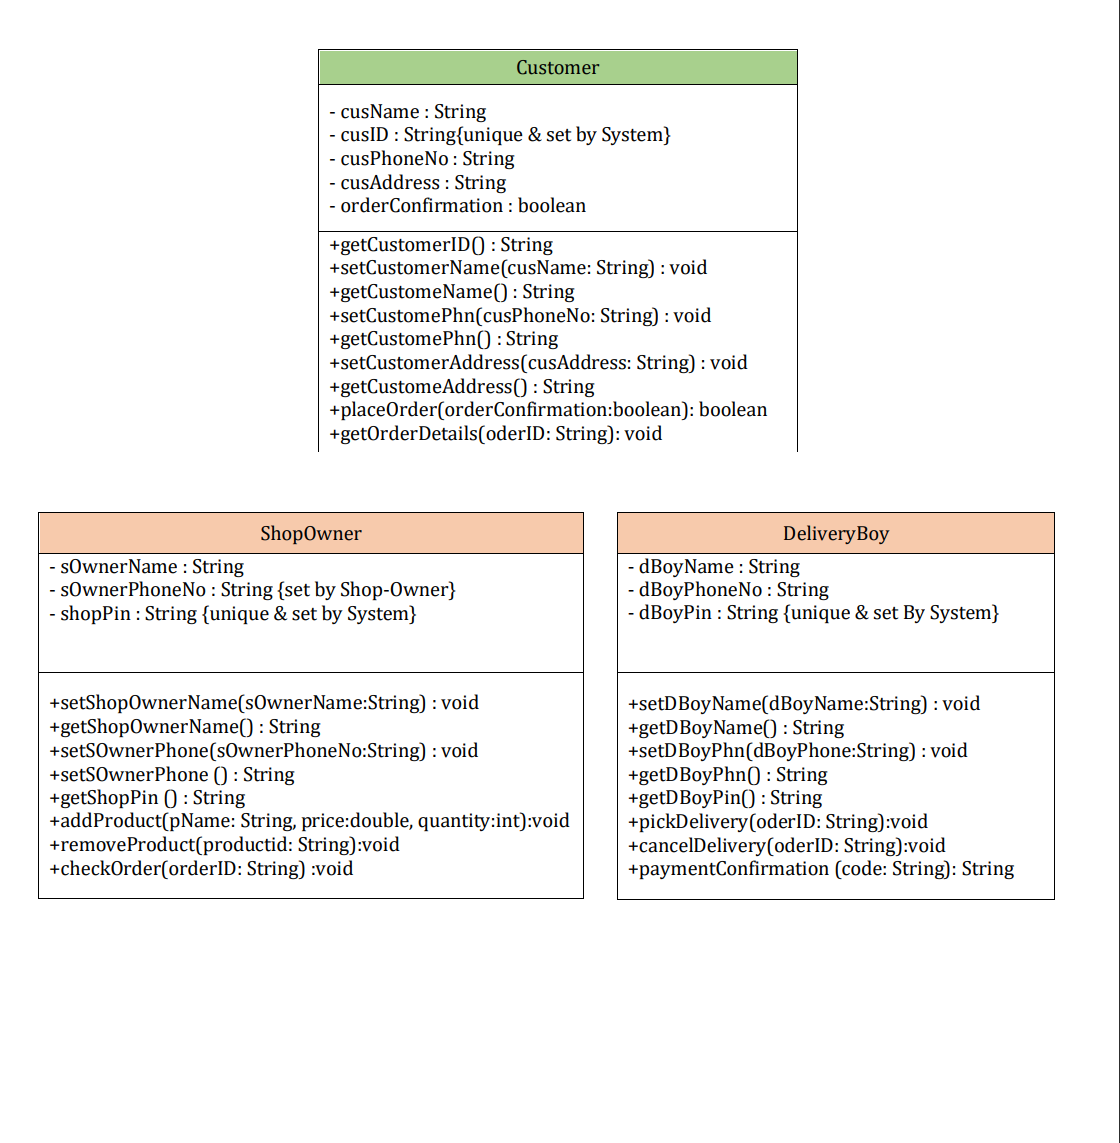 Customer
- cusName : String
- cusID : String{unique & set by System}
- cusPhoneNo : String
- cusAddress : String
- orderConfirmation : boolean
+getCustomerID() : String
+setCustomerName(cusName: String) : void
+getCustomeName() : String
+setCustomePhn(cusPhoneNo: String) : void
+getCustomePhn() : String
+setCustomerAddress(cusAddress: String) : void
+getCustomeAddress() : String
+placeOrder(orderConfirmation:boolean): boolean
+getOrderDetails(oderID: String): void
ShopOwner
- sOwnerName : String
- sOwnerPhoneNo : String {set by Shop-Owner}
- shopPin : String {unique & set by System}
+setShopOwnerName(sOwnerName:String) : void
+getShopOwnerName() : String
+setSOwnerPhone(sOwnerPhoneNo:String) : void
+setSOwnerPhone () : String
+getShopPin () : String
+addProduct(pName: String, price:double, quantity:int):void
+removeProduct(productid: String):void
+checkOrder(orderID: String) :void
DeliveryBoy
- dBoyName : String
- dBoyPhoneNo : String
- dBoyPin : String {unique & set By System}
+setDBoyName(dBoyName:String) : void
+getDBoyName() : String
+setDBoyPhn(dBoyPhone:String) : void
+getDBoyPhn() : String
+getDBoyPin() : String
+pickDelivery(oderID: String):void
+cancelDelivery(oderID: String):void
+paymentConfirmation (code: String): String